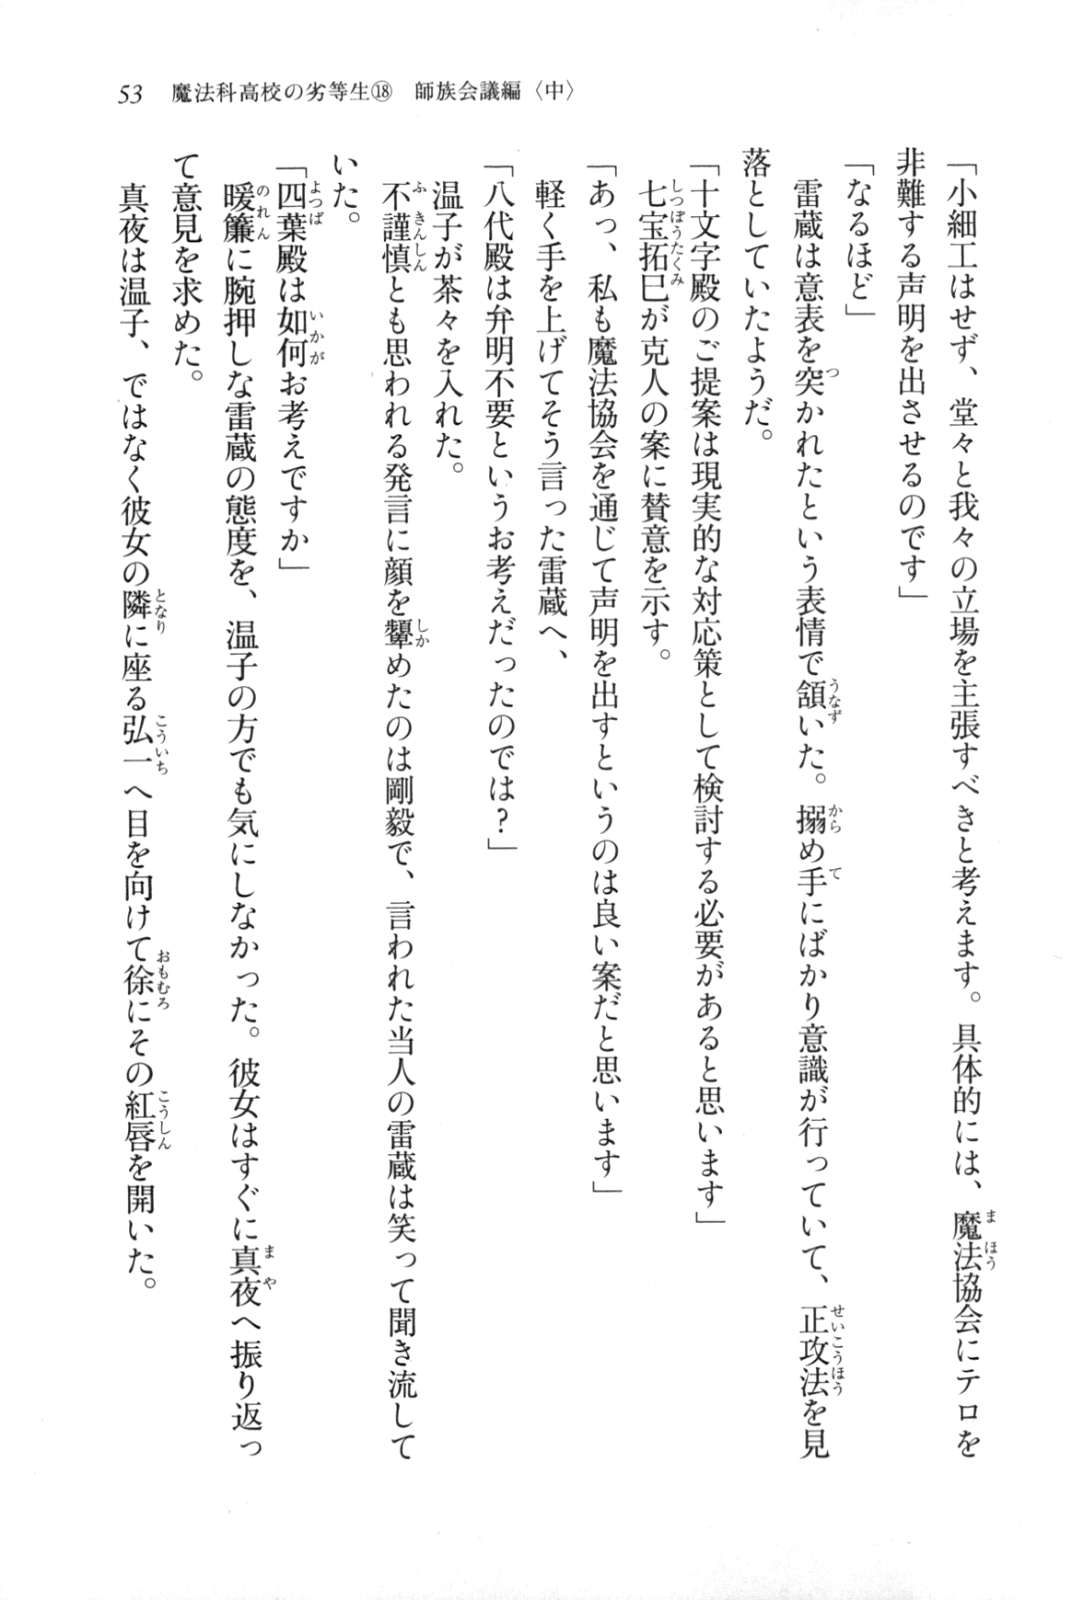 53 魔法科高校の劣等生⑱ 師族会議編〈中〉
「小細工はせず、堂々と我々の立場を主張すべきと考えます。具体的には、魔法協会にテロを
非難する声明を出させるのです」
「なるほど」
雷蔵は意表を突かれたという表情で頷いた。搦め手にばかり意識が行っていて、正攻法を見
落としていたようだ。
「十文字殿のご提案は現実的な対応策として検討する必要があると思います」
七宝拓巳が克人の案に賛意を示す。
「あっ、私も魔法協会を通じて声明を出すというのは良い案だと思います」
軽く手を上げてそう言った雷蔵へ、
「八代殿は弁明不要というお考えだったのでは？」
温子が茶々を入れた。
不謹慎とも思われる発言に顔を顰めたのは剛毅で、言われた当人の雷蔵は笑って聞き流して
いた。
「四葉殿は如何お考えですか」
暖簾に腕押しな雷蔵の態度を、温子の方でも気にしなかった。彼女はすぐに真夜へ振り返っ
て意見を求めた。
真夜は温子、ではなく彼女の隣に座る弘一へ目を向けて徐にその紅唇を開いた。